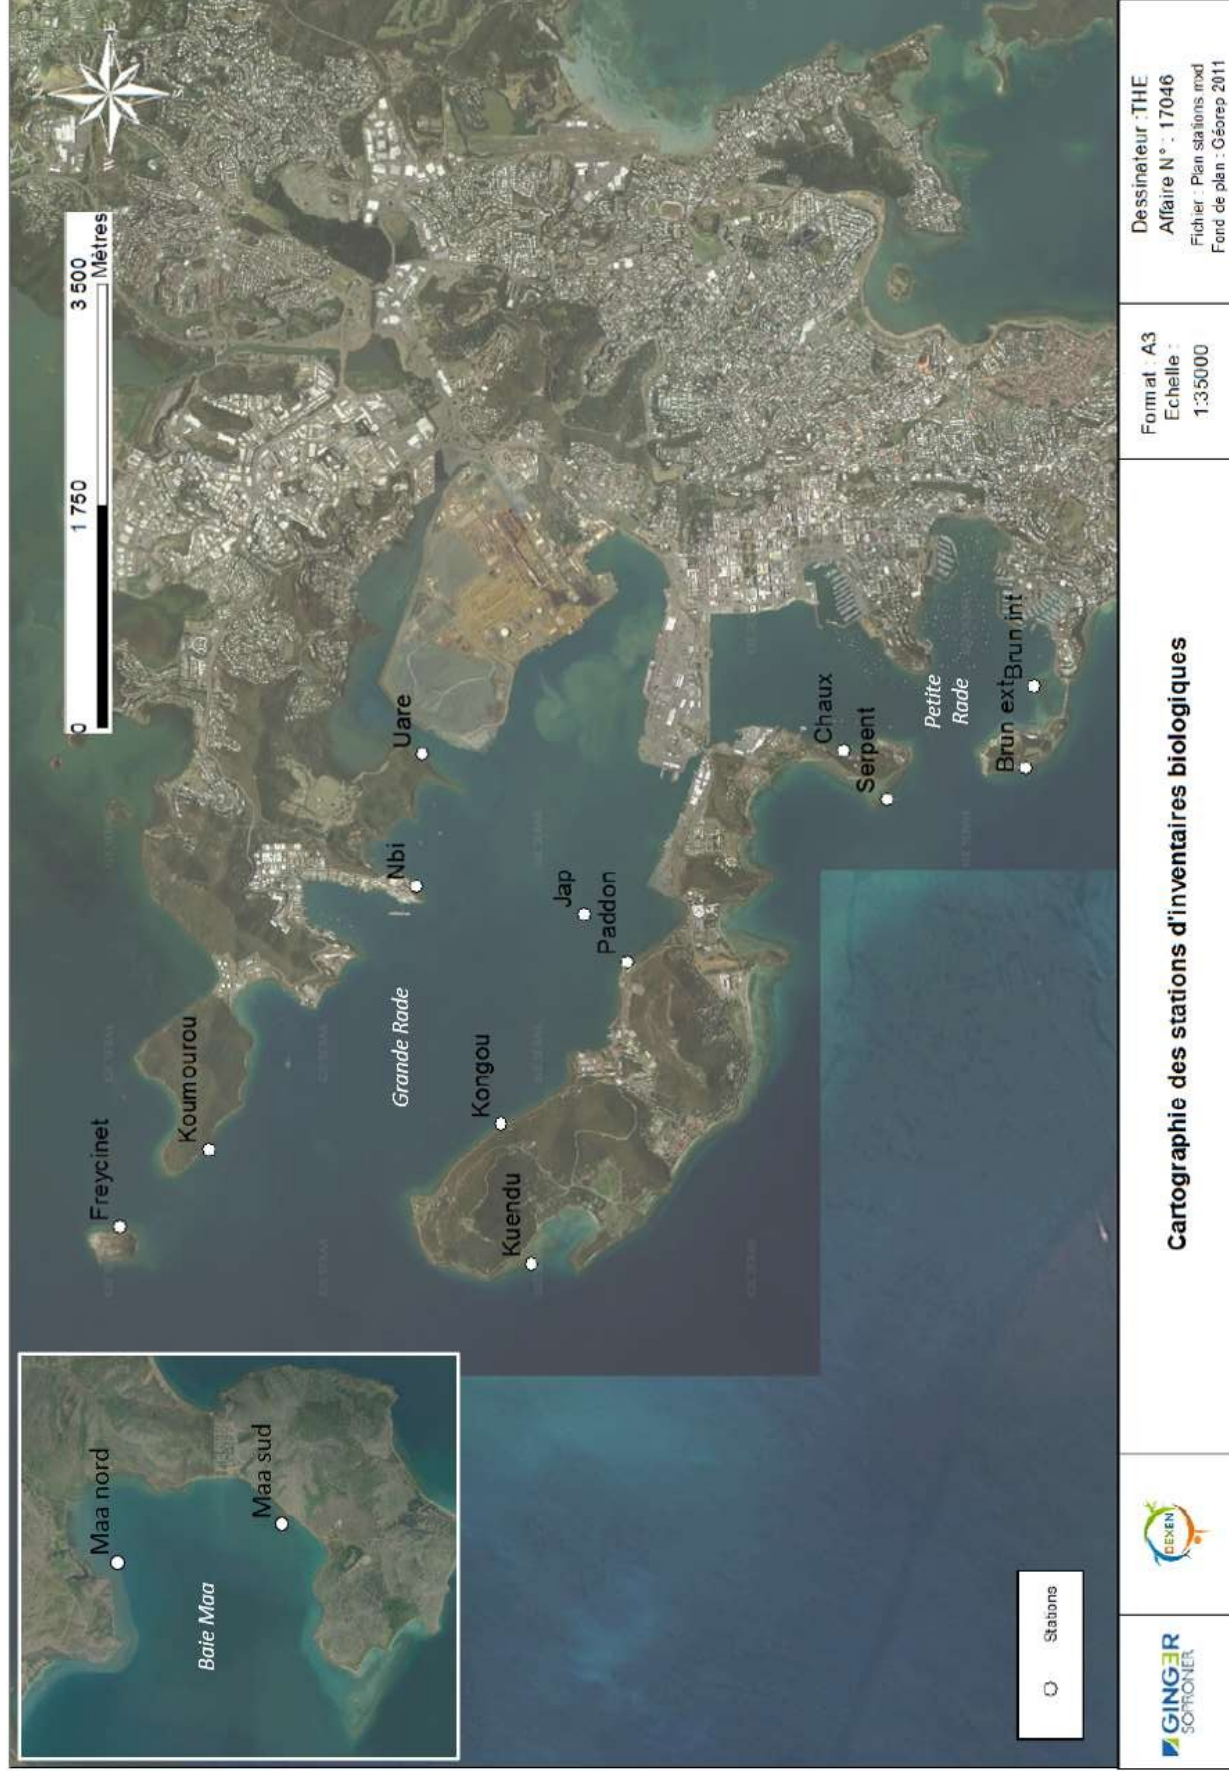 0 1 750 3 500
Mètres
Maa nord
Maa sud
Baie Maa
Freycinet
Koumourou
Nbi
Uare
Grande Rade
Kongou
Kuendu
Jap
Paddon
Chaux
Serpent
Petite
Rade
Brun ext
Brun int
Stations
GINGER
SOPRONER
DEXEN
Cartographie des stations d'inventaires biologiques
Format : A3
Echelle :
1:35000
Dessinateur :THE
Affaire N° : 17046
Fichier : Plan stations mxd
Fond de plan : Géorep 2011